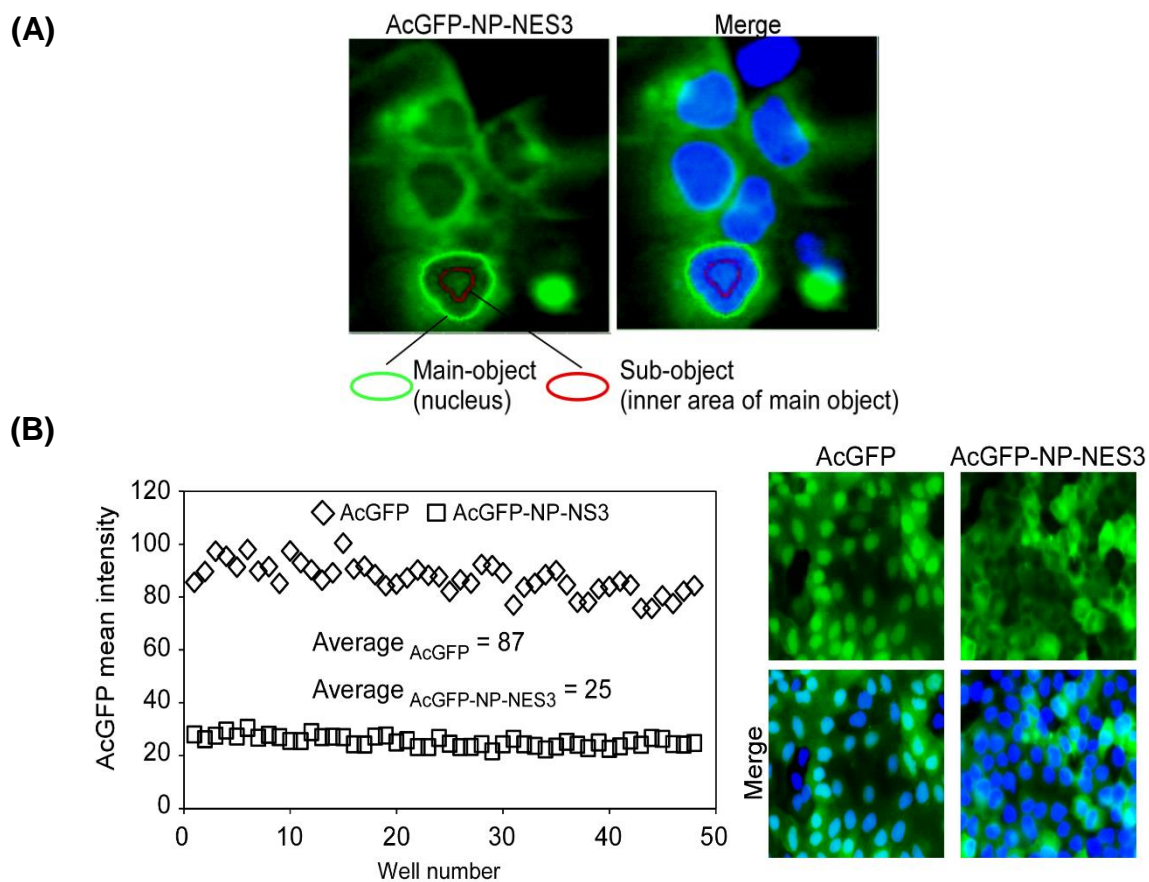 (A)
AcGFP-NP-NES3 Merge
Main-object
(nucleus)
Sub-object
(inner area of main object)
(B)
AcGFP mean intensity
120
100
80
60
40
20
0
AcGFP AcGFP-NP-NS3
Average AcGFP = 87
Average AcGFP-NP-NES3 = 25
0 10 20 30 40 50
Well number
AcGFP AcGFP-NP-NES3
Merge